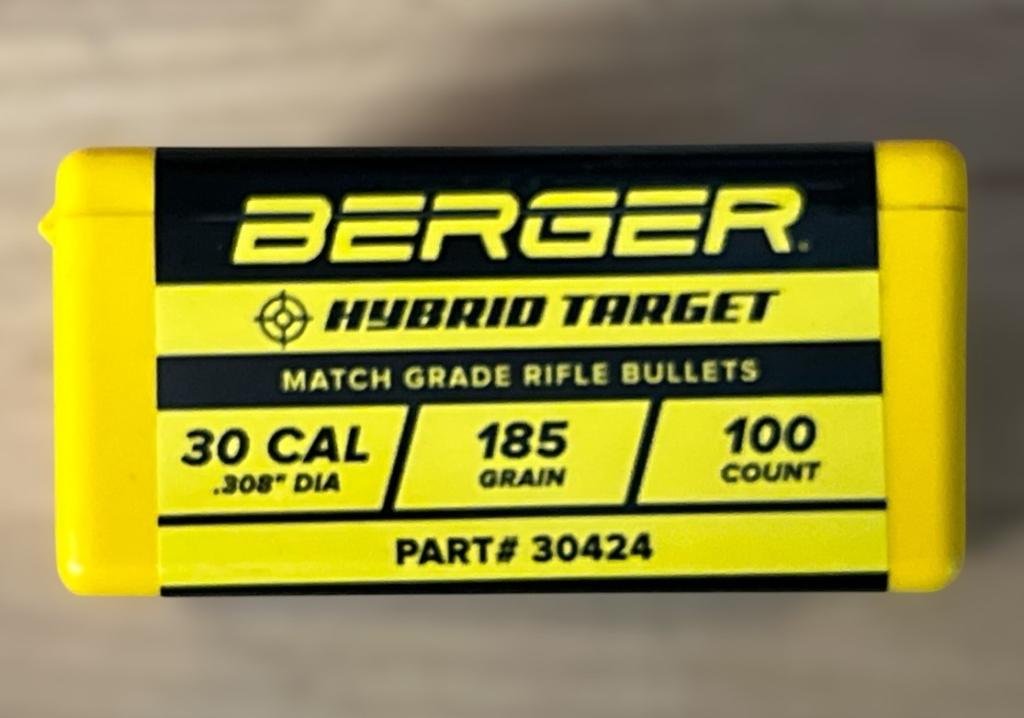 BERGER.
HYBRID TARGET
MATCH GRADE RIFLE BULLETS
30 CAL
.308" DIA
185
GRAIN
100
COUNT
PART# 30424